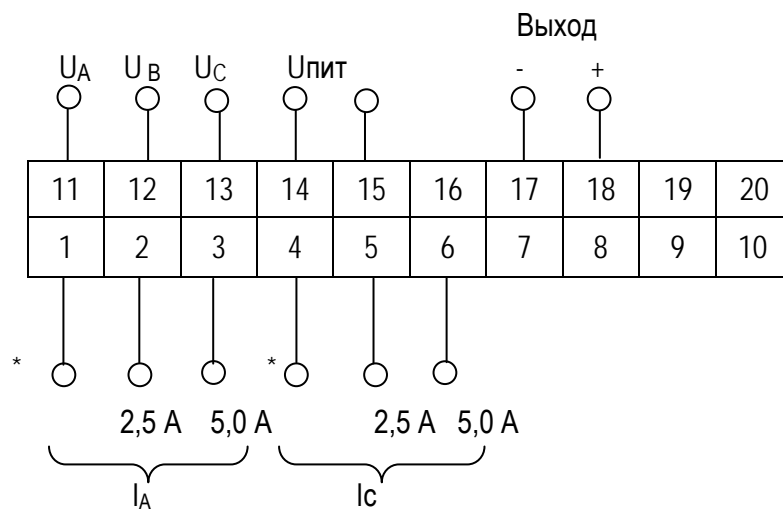 Выход
UA UB UC Uпит - +
11 12 13 14 15 16 17 18 19 20
1 2 3 4 5 6 7 8 9 10
* *
2,5 А 5,0 А 2,5 А 5,0 А
IA Ic